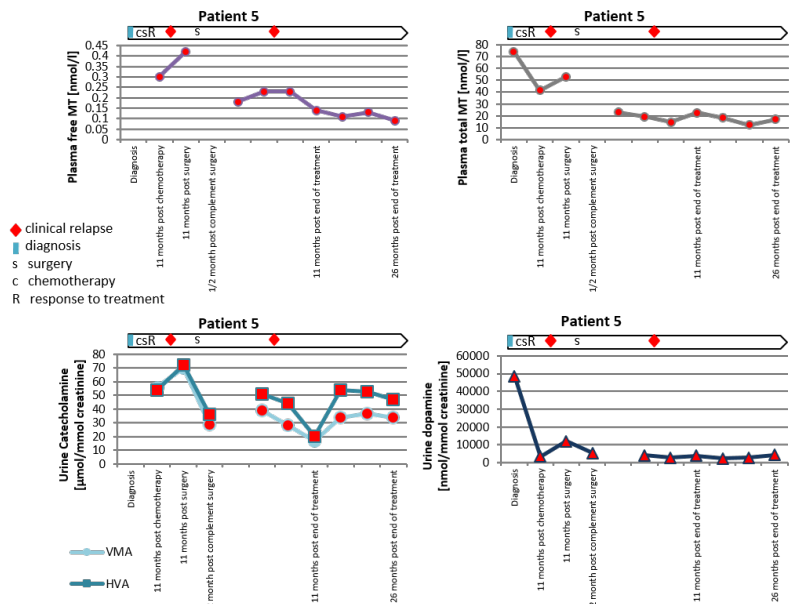 Patient 5
csR s
Plasma free MT [nmol/l]
0.45
0.4
0.35
0.3
0.25
0.2
0.15
0.1
0.05
0
Diagnosis
11 months post chemotherapy
11 months post surgery
1/2 month post complement surgery
11 months post end of treatment
26 months post end of treatment
Patient 5
csR s
Plasma total MT [nmol/l]
80
70
60
50
40
30
20
10
0
Diagnosis
11 months post chemotherapy
11 months post surgery
1/2 month post complement surgery
11 months post end of treatment
26 months post end of treatment
clinical relapse
diagnosis
s surgery
c chemotherapy
R response to treatment
Patient 5
csR s
Urine Catecholamine
[µmol/mmol creatinine]
80
70
60
50
40
30
20
10
0
Diagnosis
11 months post chemotherapy
11 months post surgery
month post complement surgery
11 months post end of treatment
26 months post end of treatment
VMA
HVA
Patient 5
csR s
Urine dopamine
[nmol/mmol creatinine]
60000
50000
40000
30000
20000
10000
0
Diagnosis
11 months post chemotherapy
11 months post surgery
2 month post complement surgery
11 months post end of treatment
26 months post end of treatment